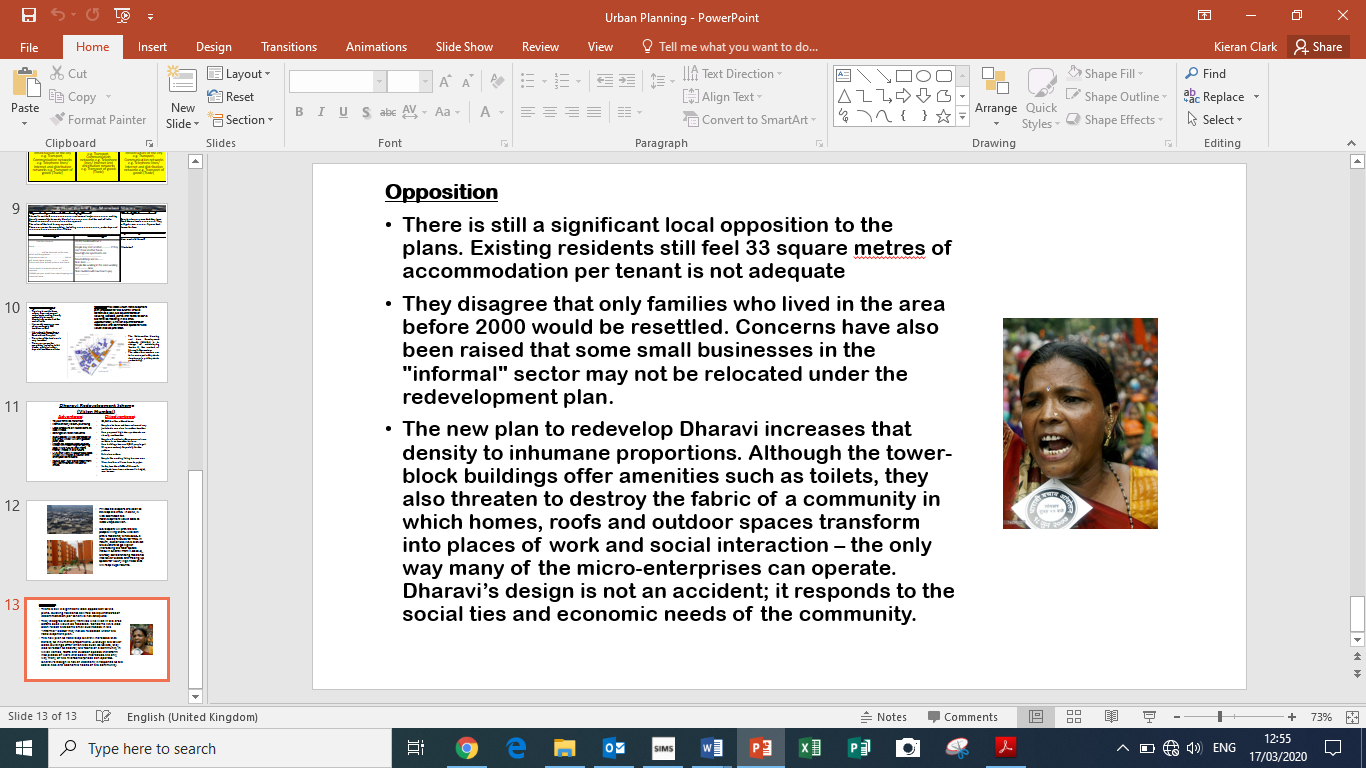 Urban Planning - PowerPoint
File Home Insert Design Transitions Animations Slide Show Review View Tell me what you want to do... Kieran Clark Share
Cut
Copy
Format Painter
Paste
Clipboard
New Slide
Layout
Reset
Section
Slides
B I U S abc AV Aa A
Font
Text Direction
Align Text
Convert to SmartArt
Paragraph
Arrange
Quick Styles
Shape Fill
Shape Outline
Shape Effects
Drawing
Find
Replace
Select
Editing
9
10
11
Dharavi Redevelopment Scheme
(Vision Mumbai)
Advantages Disadvantages
12
13
Opposition
• There is still a significant local opposition to the
plans. Existing residents still feel 33 square metres of
accommodation per tenant is not adequate
• They disagree that only families who lived in the area
before 2000 would be resettled. Concerns have also
been raised that some small businesses in the
"informal" sector may not be relocated under the
redevelopment plan.
• The new plan to redevelop Dharavi increases that
density to inhumane proportions. Although the tower-
block buildings offer amenities such as toilets, they
also threaten to destroy the fabric of a community in
which homes, roofs and outdoor spaces transform
into places of work and social interaction – the only
way many of the micro-enterprises can operate.
Dharavi’s design is not an accident; it responds to the
social ties and economic needs of the community.
Slide 13 of 13 English (United Kingdom) Notes Comments 73%
Type here to search
SIMS
ENG
12:55
17/03/2020